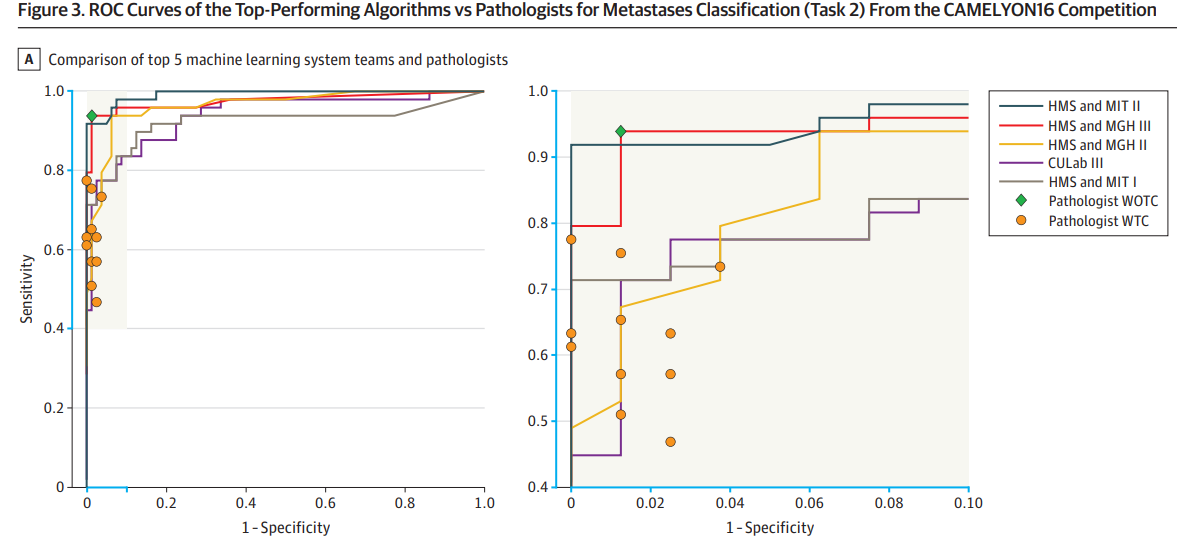 Figure 3. ROC Curves of the Top-Performing Algorithms vs Pathologists for Metastases Classification (Task 2) From the CAMELYON16 Competition
A Comparison of top 5 machine learning system teams and pathologists
1.0
0.8
0.6
0.4
0.2
0
Sensitivity
0 0.2 0.4 0.6 0.8 1.0
1 – Specificity
1.0
0.9
0.8
0.7
0.6
0.5
0.4
0 0.02 0.04 0.06 0.08 0.10
1 – Specificity
HMS and MIT II
HMS and MGH III
HMS and MGH II
CULab III
HMS and MIT I
Pathologist WOTC
Pathologist WTC